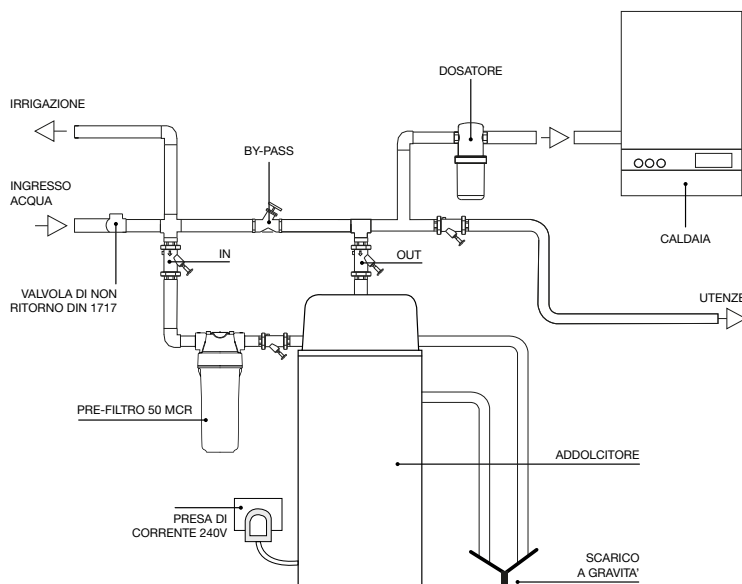 DOSATORE
IRRIGAZIONE
BY-PASS
INGRESSO
ACQUA
CALDAIA
IN
OUT
VALVOLA DI NON
RITORNO DIN 1717
UTENZE
PRE-FILTRO 50 MCR
ADDOLCITORE
PRESA DI
CORRENTE 240V
SCARICO
A GRAVITA'